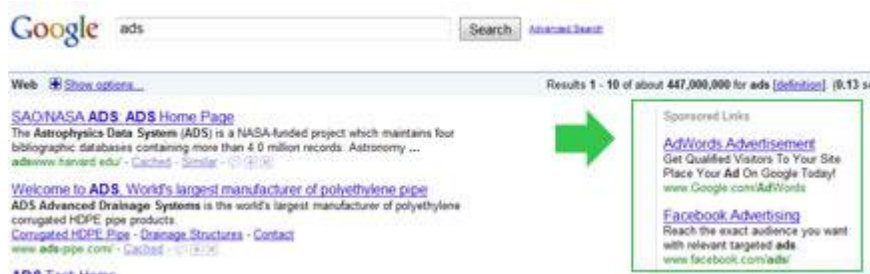 Google ads Search Advanced Search
Web Show options... Results 1 - 10 of about 447,000,000 for ads [definition]. (0.13 s
SAO/NASA ADS: ADS Home Page
The Astrophysics Data System (ADS) is a NASA-funded project which maintains four
bibliographic databases containing more than 4.0 million records: Astronomy ...
adswww.harvard.edu/ - Cached - Similar -
Welcome to ADS, World's largest manufacturer of polyethylene pipe
ADS Advanced Drainage Systems is the world's largest manufacturer of polyethylene
corrugated HDPE pipe products.
Corrugated HDPE Pipe - Drainage Structures - Contact
www.ads-pipe.com/ - Cached -
ADS Tech Home
Sponsored Links
AdWords Advertisement
Get Qualified Visitors To Your Site
Place Your Ad On Google Today!
www.Google.com/AdWords
Facebook Advertising
Reach the exact audience you want
with relevant targeted ads.
www.facebook.com/ads/